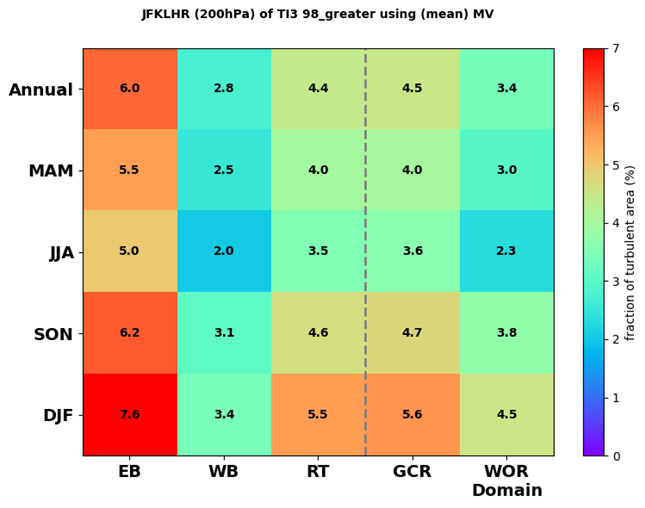 JFKLHR (200hPa) of TI3 98_greater using (mean) MV
Annual 6.0 2.8 4.4 4.5 3.4
MAM 5.5 2.5 4.0 4.0 3.0
JJA 5.0 2.0 3.5 3.6 2.3
SON 6.2 3.1 4.6 4.7 3.8
DJF 7.6 3.4 5.5 5.6 4.5
EB WB RT GCR WOR
Domain
7
6
5
4
3
2
1
0
fraction of turbulent area (%)